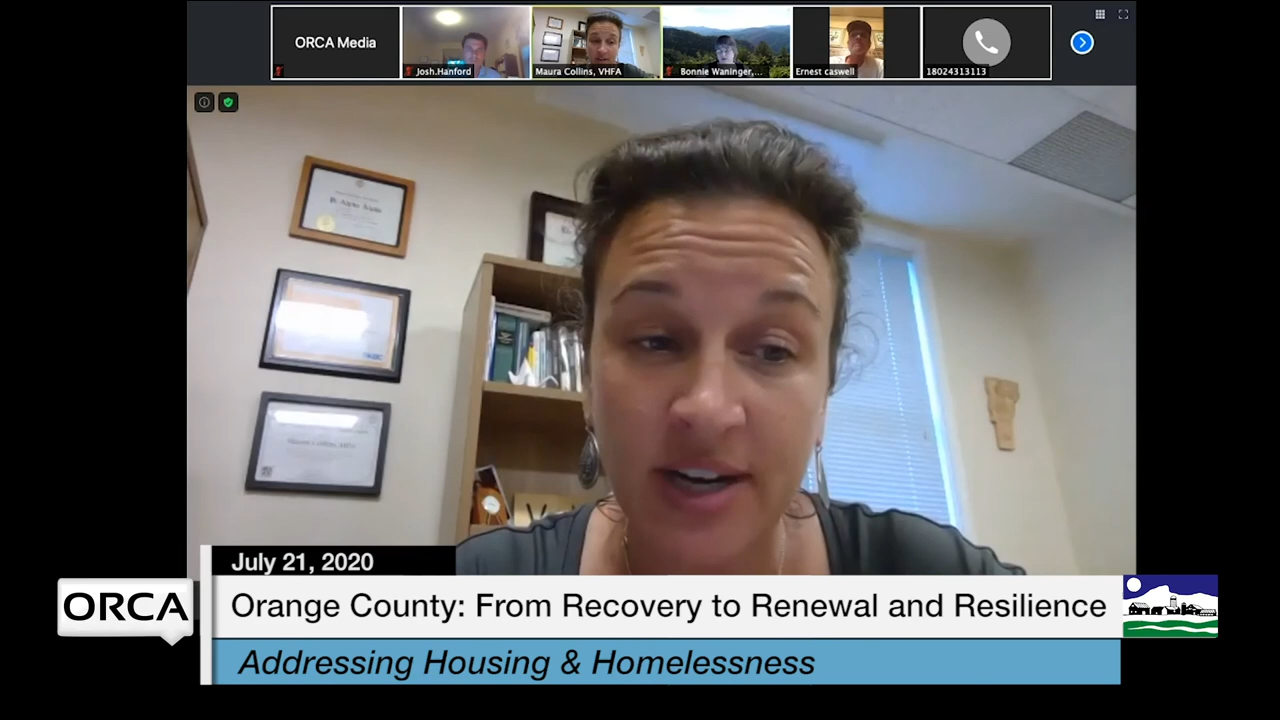 ORCA Media
Josh.Hanford
Maura Collins, VHFA
Bonnie Waninger,...
Ernest caswell
18024313113
July 21, 2020
ORCA
Orange County: From Recovery to Renewal and Resilience
Addressing Housing & Homelessness